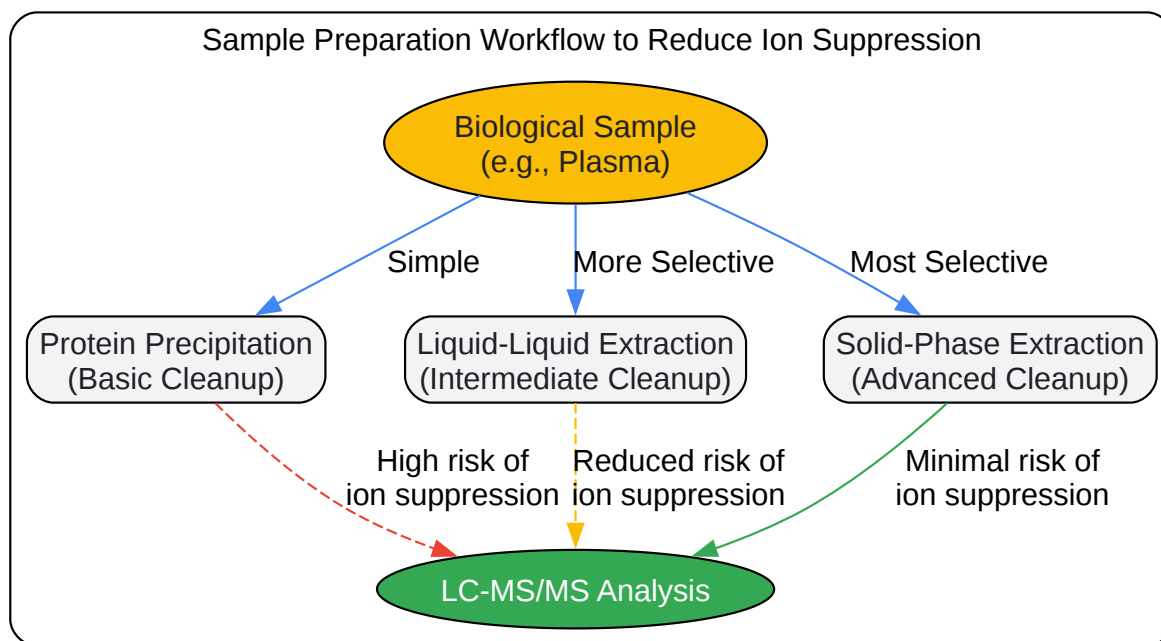 Sample Preparation Workflow to Reduce Ion Suppression
Biological Sample
(e.g., Plasma)
Simple
More Selective
Most Selective
Protein Precipitation
(Basic Cleanup)
Liquid-Liquid Extraction
(Intermediate Cleanup)
Solid-Phase Extraction
(Advanced Cleanup)
High risk of
ion suppression
Reduced risk of
ion suppression
Minimal risk of
ion suppression
LC-MS/MS Analysis